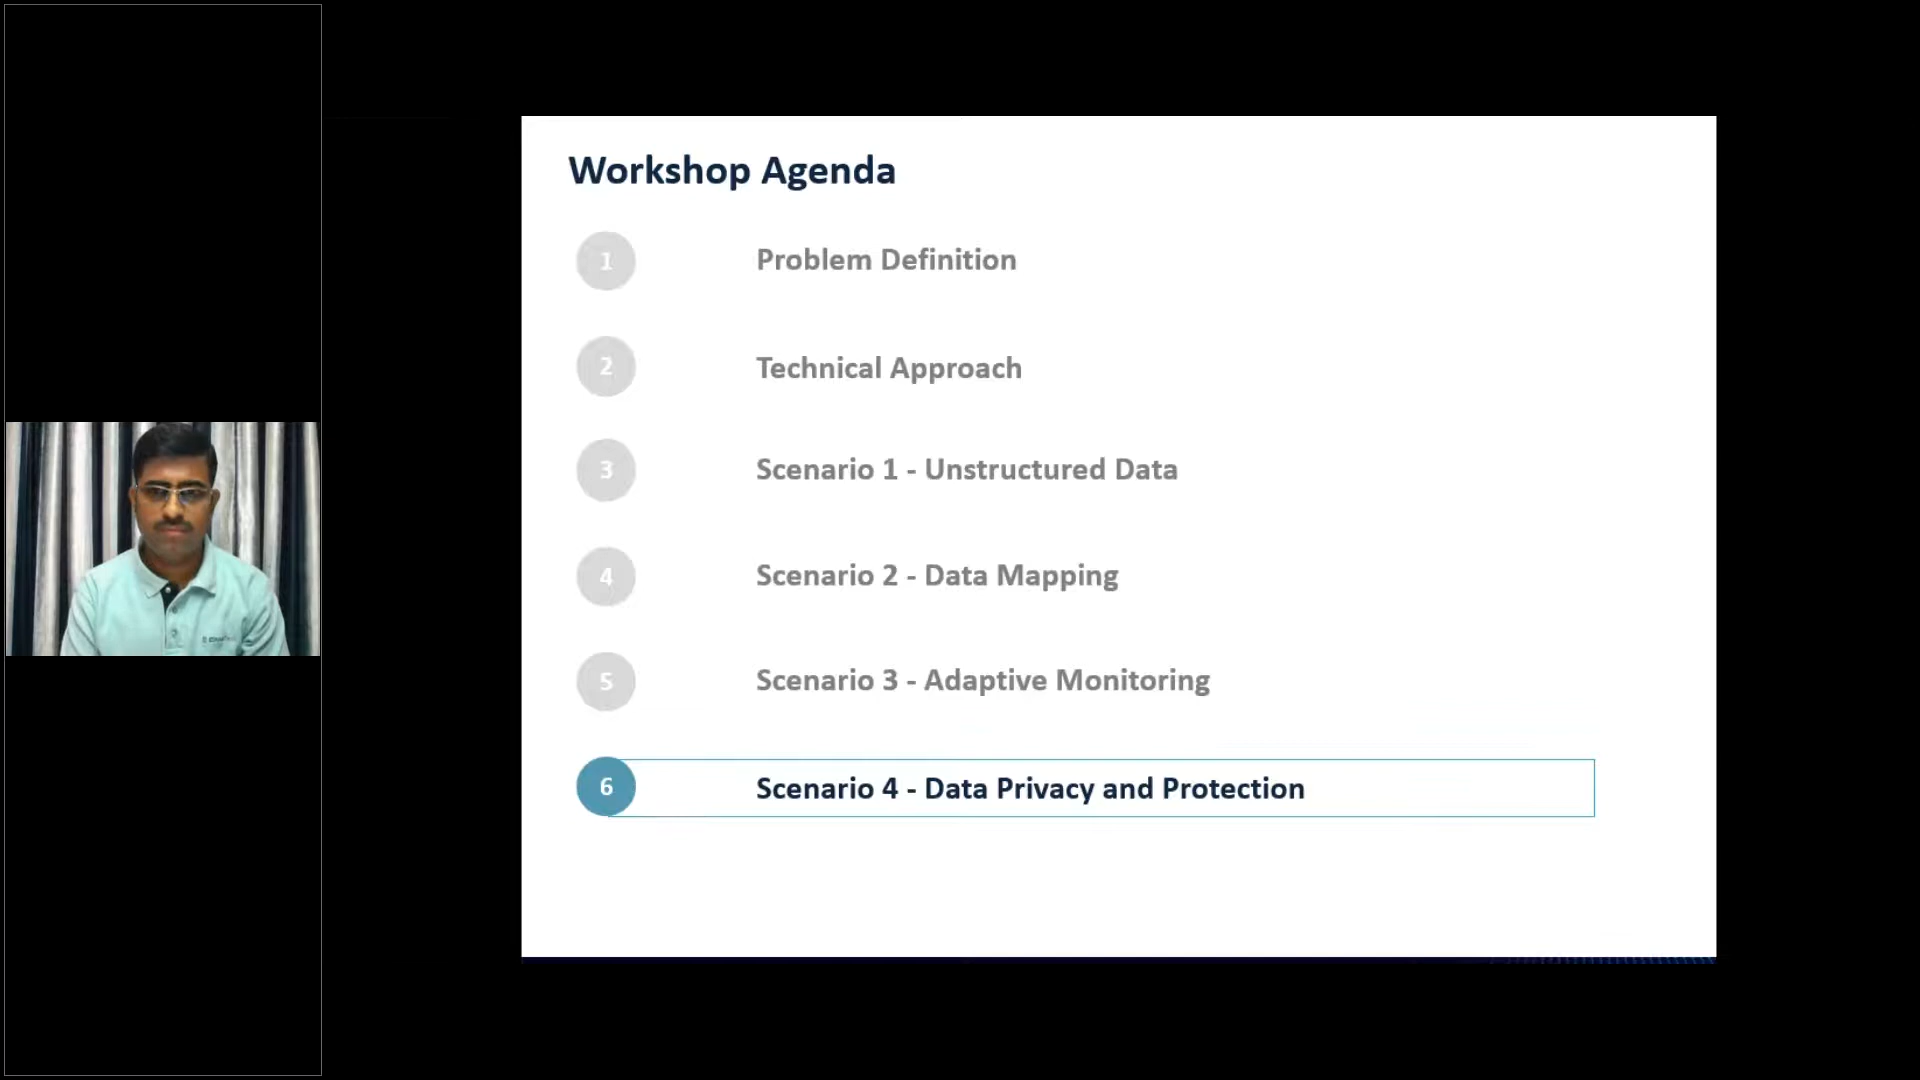 Workshop Agenda
1 Problem Definition
2 Technical Approach
3 Scenario 1 - Unstructured Data
4 Scenario 2 - Data Mapping
5 Scenario 3 - Adaptive Monitoring
6 Scenario 4 - Data Privacy and Protection